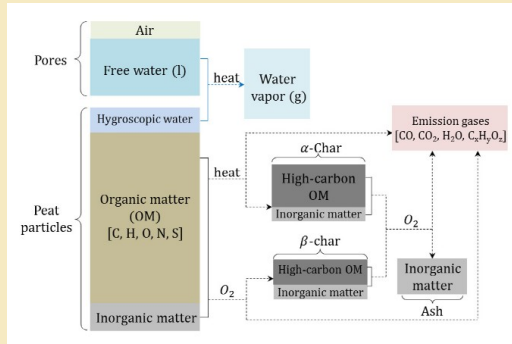 Air
Pores
Free water (l)
heat
Water
vapor (g)
Hygroscopic water
Emission gases
[CO, CO₂, H₂O, CₓHᵧO_z]
α-Char
heat
High-carbon
OM
Inorganic matter
Organic matter
(OM)
[C, H, O, N, S]
Peat
particles
O₂
β-char
High-carbon OM
Inorganic matter
Inorganic
matter
O₂
Inorganic matter
Ash